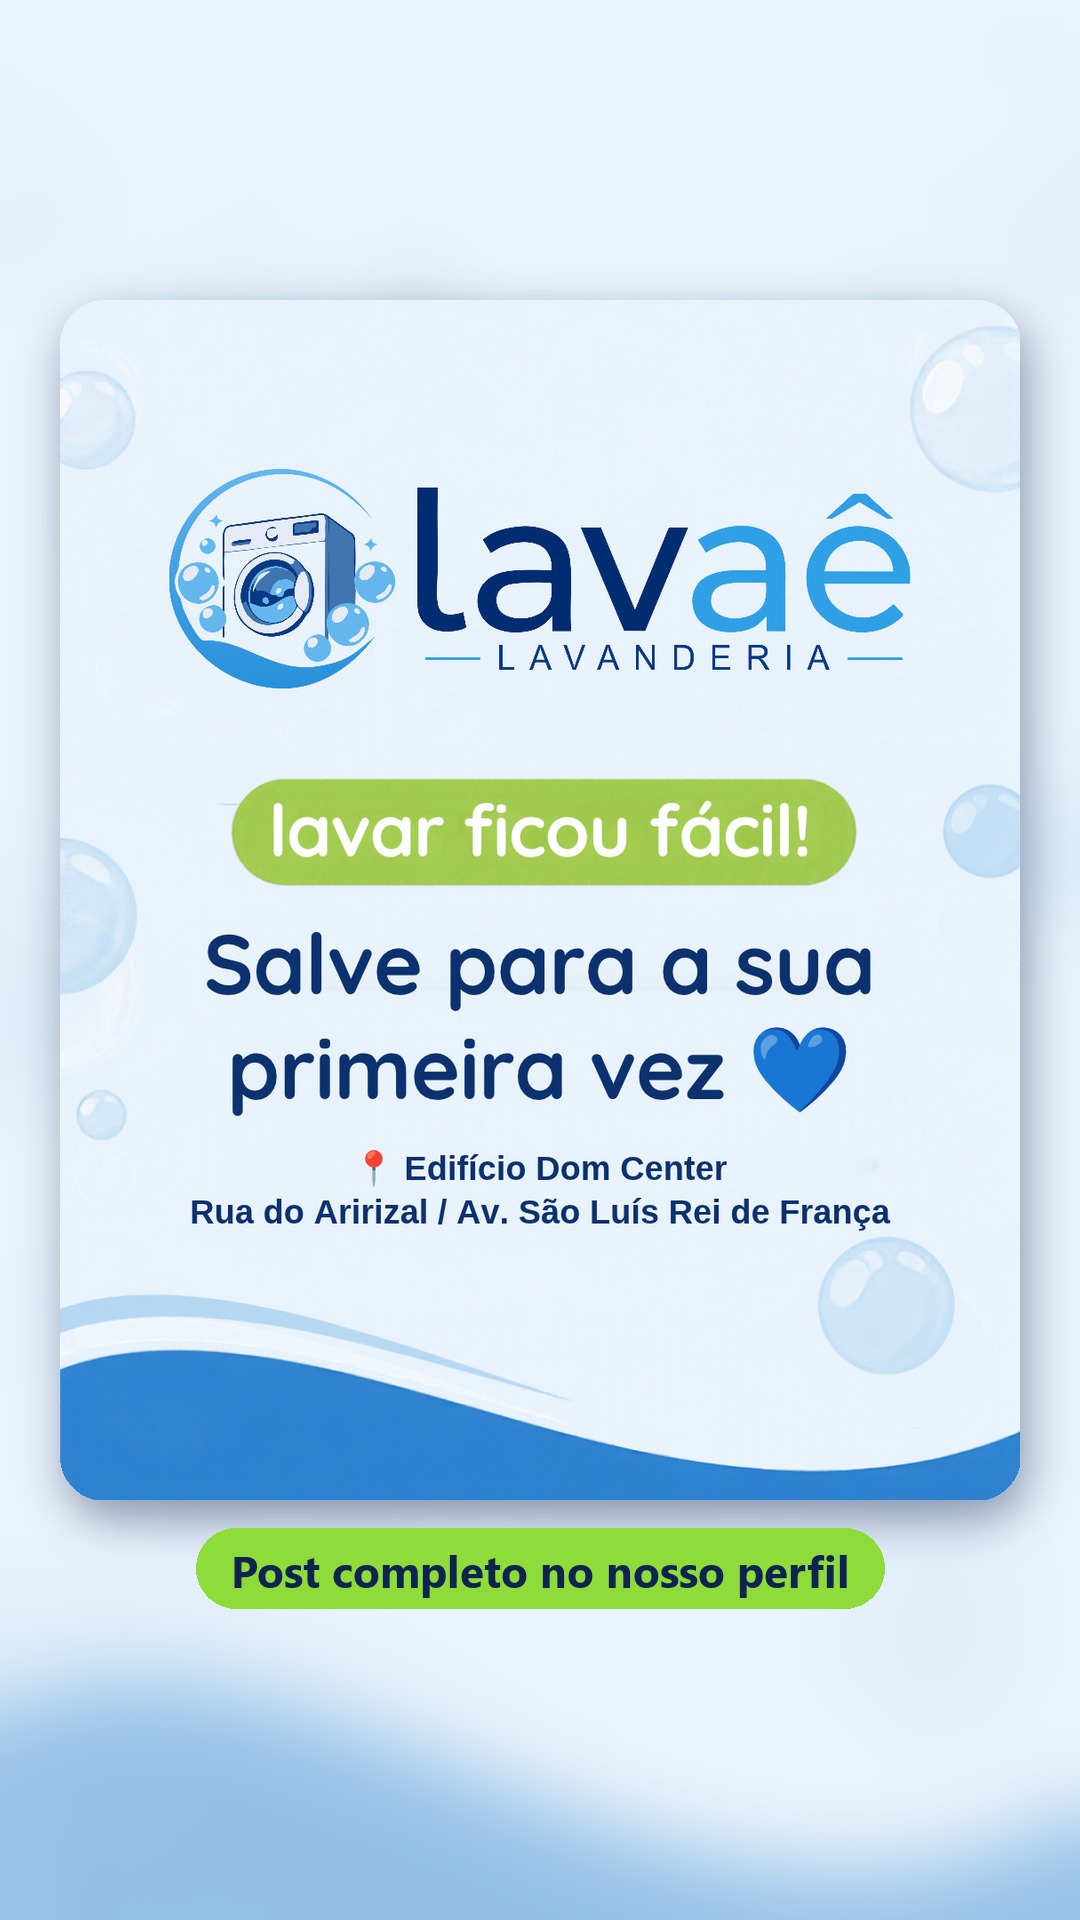 lavaê
LAVANDERIA
lavar ficou fácil!
Salve para a sua
primeira vez 💙
📍 Edifício Dom Center
Rua do Aririzal / Av. São Luís Rei de França
Post completo no nosso perfil